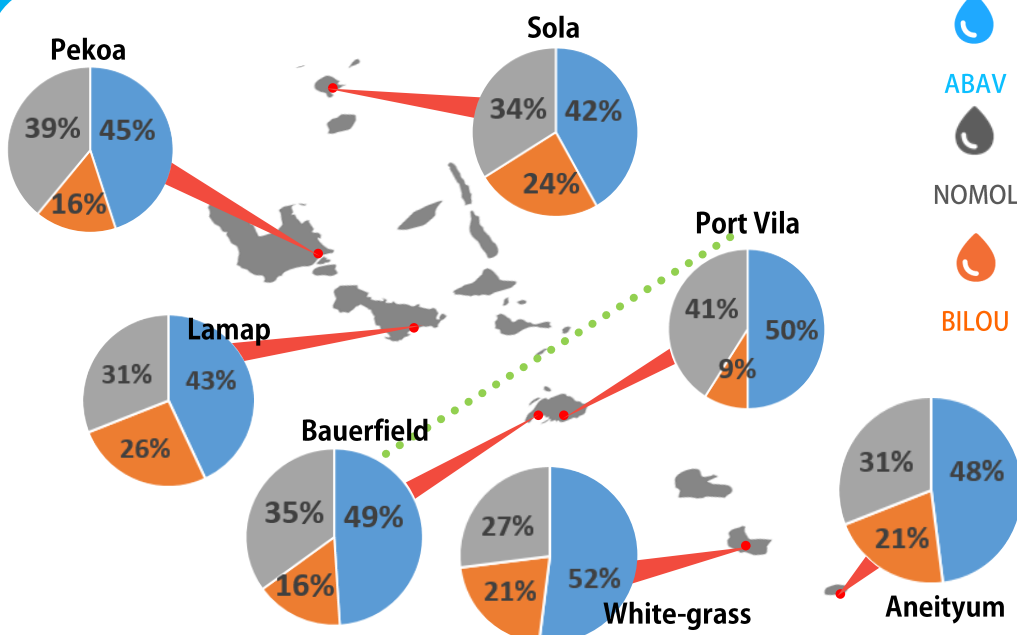 Sola
Pekoa
ABAV
34% 42%
39% 45%
24%
NOMOL
16%
Port Vila
41%
50%
BILOU
Lamap
9%
31% 43%
Bauerfield
26%
31% 48%
35% 49%
27%
21%
16%
21% 52%
White-grass
Aneityum